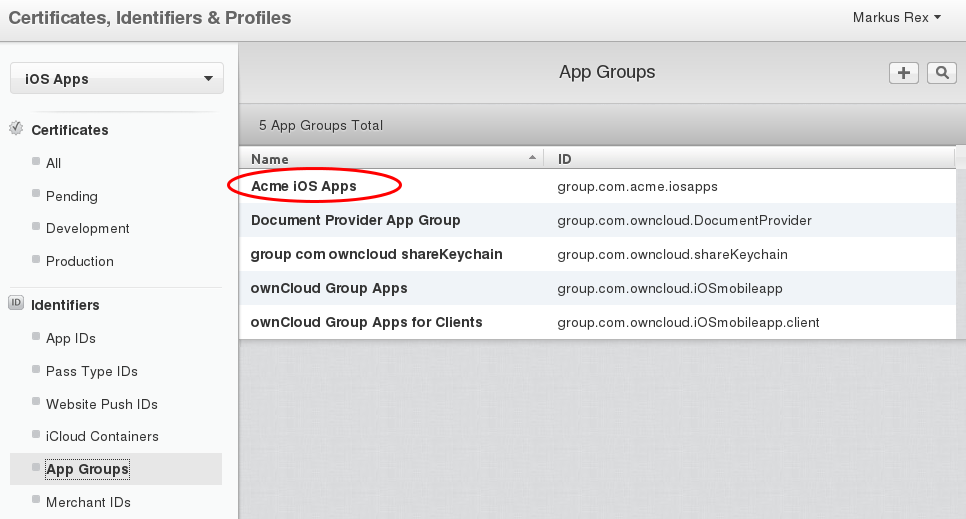 Certificates, Identifiers & Profiles
Markus Rex
iOS Apps
Certificates
All
Pending
Development
Production
ID
Identifiers
App IDs
Pass Type IDs
Website Push IDs
iCloud Containers
App Groups
Merchant IDs
App Groups
5 App Groups Total
Name ID
Acme iOS Apps group.com.acme.iosapps
Document Provider App Group group.com.owncloud.DocumentProvider
group com owncloud shareKeychain group.com.owncloud.shareKeychain
ownCloud Group Apps group.com.owncloud.iOSmobileapp
ownCloud Group Apps for Clients group.com.owncloud.iOSmobileapp.client